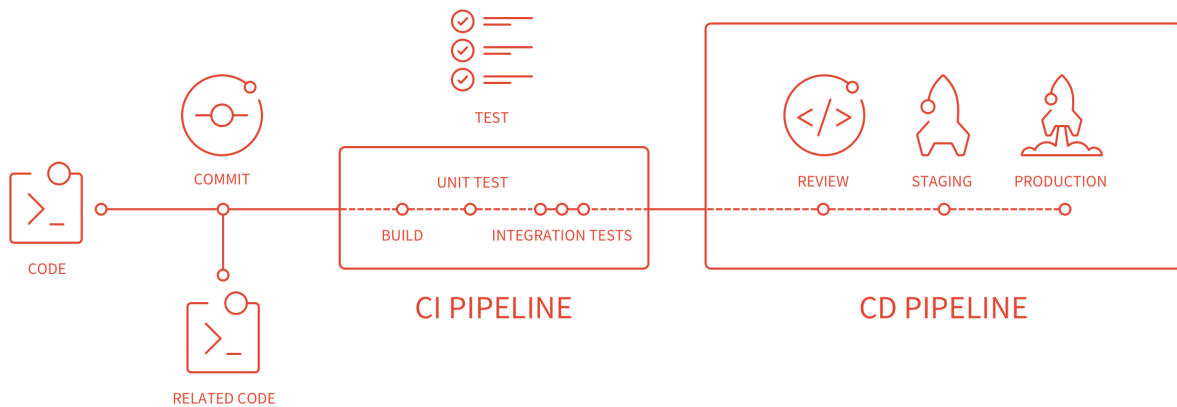 TEST
COMMIT
UNIT TEST
REVIEW
STAGING
PRODUCTION
BUILD
INTEGRATION TESTS
CODE
CI PIPELINE
CD PIPELINE
RELATED CODE